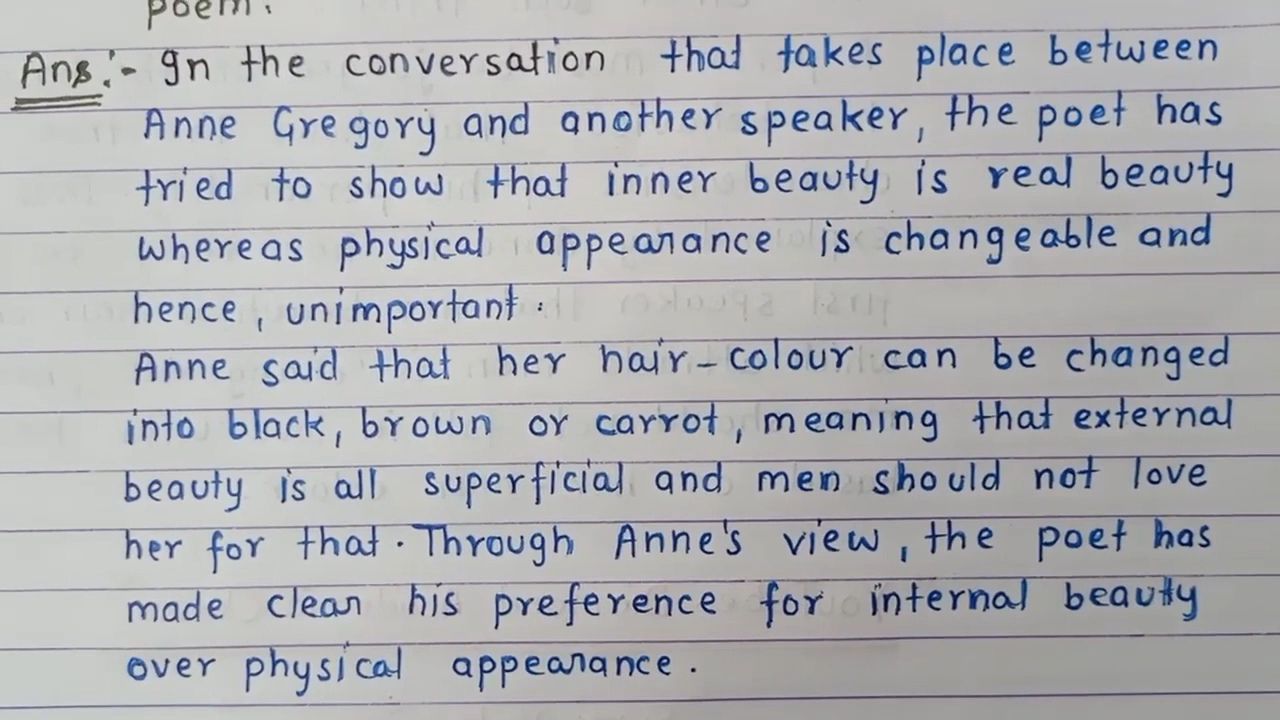 poem.
Ans:- In the conversation that takes place between
Anne Gregory and another speaker, the poet has
tried to show that inner beauty is real beauty
whereas physical appearance is changeable and
hence, unimportant.
Anne said that her hair-colour can be changed
into black, brown or carrot, meaning that external
beauty is all superficial and men should not love
her for that. Through Anne's view, the poet has
made clear his preference for internal beauty
over physical appearance.